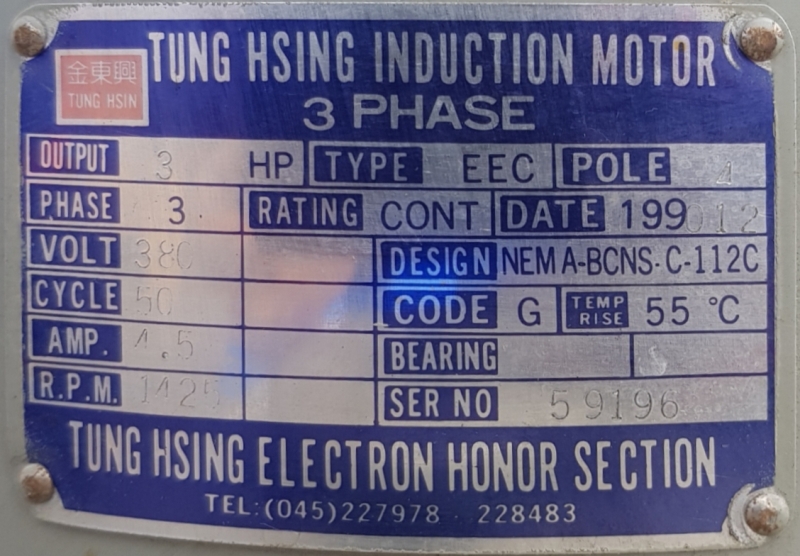 金東興
TUNG HSIN
TUNG HSING INDUCTION MOTOR
3 PHASE
OUTPUT 3 HP TYPE EEC POLE 4
PHASE 3 RATING CONT DATE 199012
VOLT 380 DESIGN NEMA-BCNS-C-112C
CYCLE 50 CODE G TEMP RISE 55 °C
AMP. 4.5 BEARING
R.P.M. 1425 SER NO 59196
TUNG HSING ELECTRON HONOR SECTION
TEL:(045)227978 228483